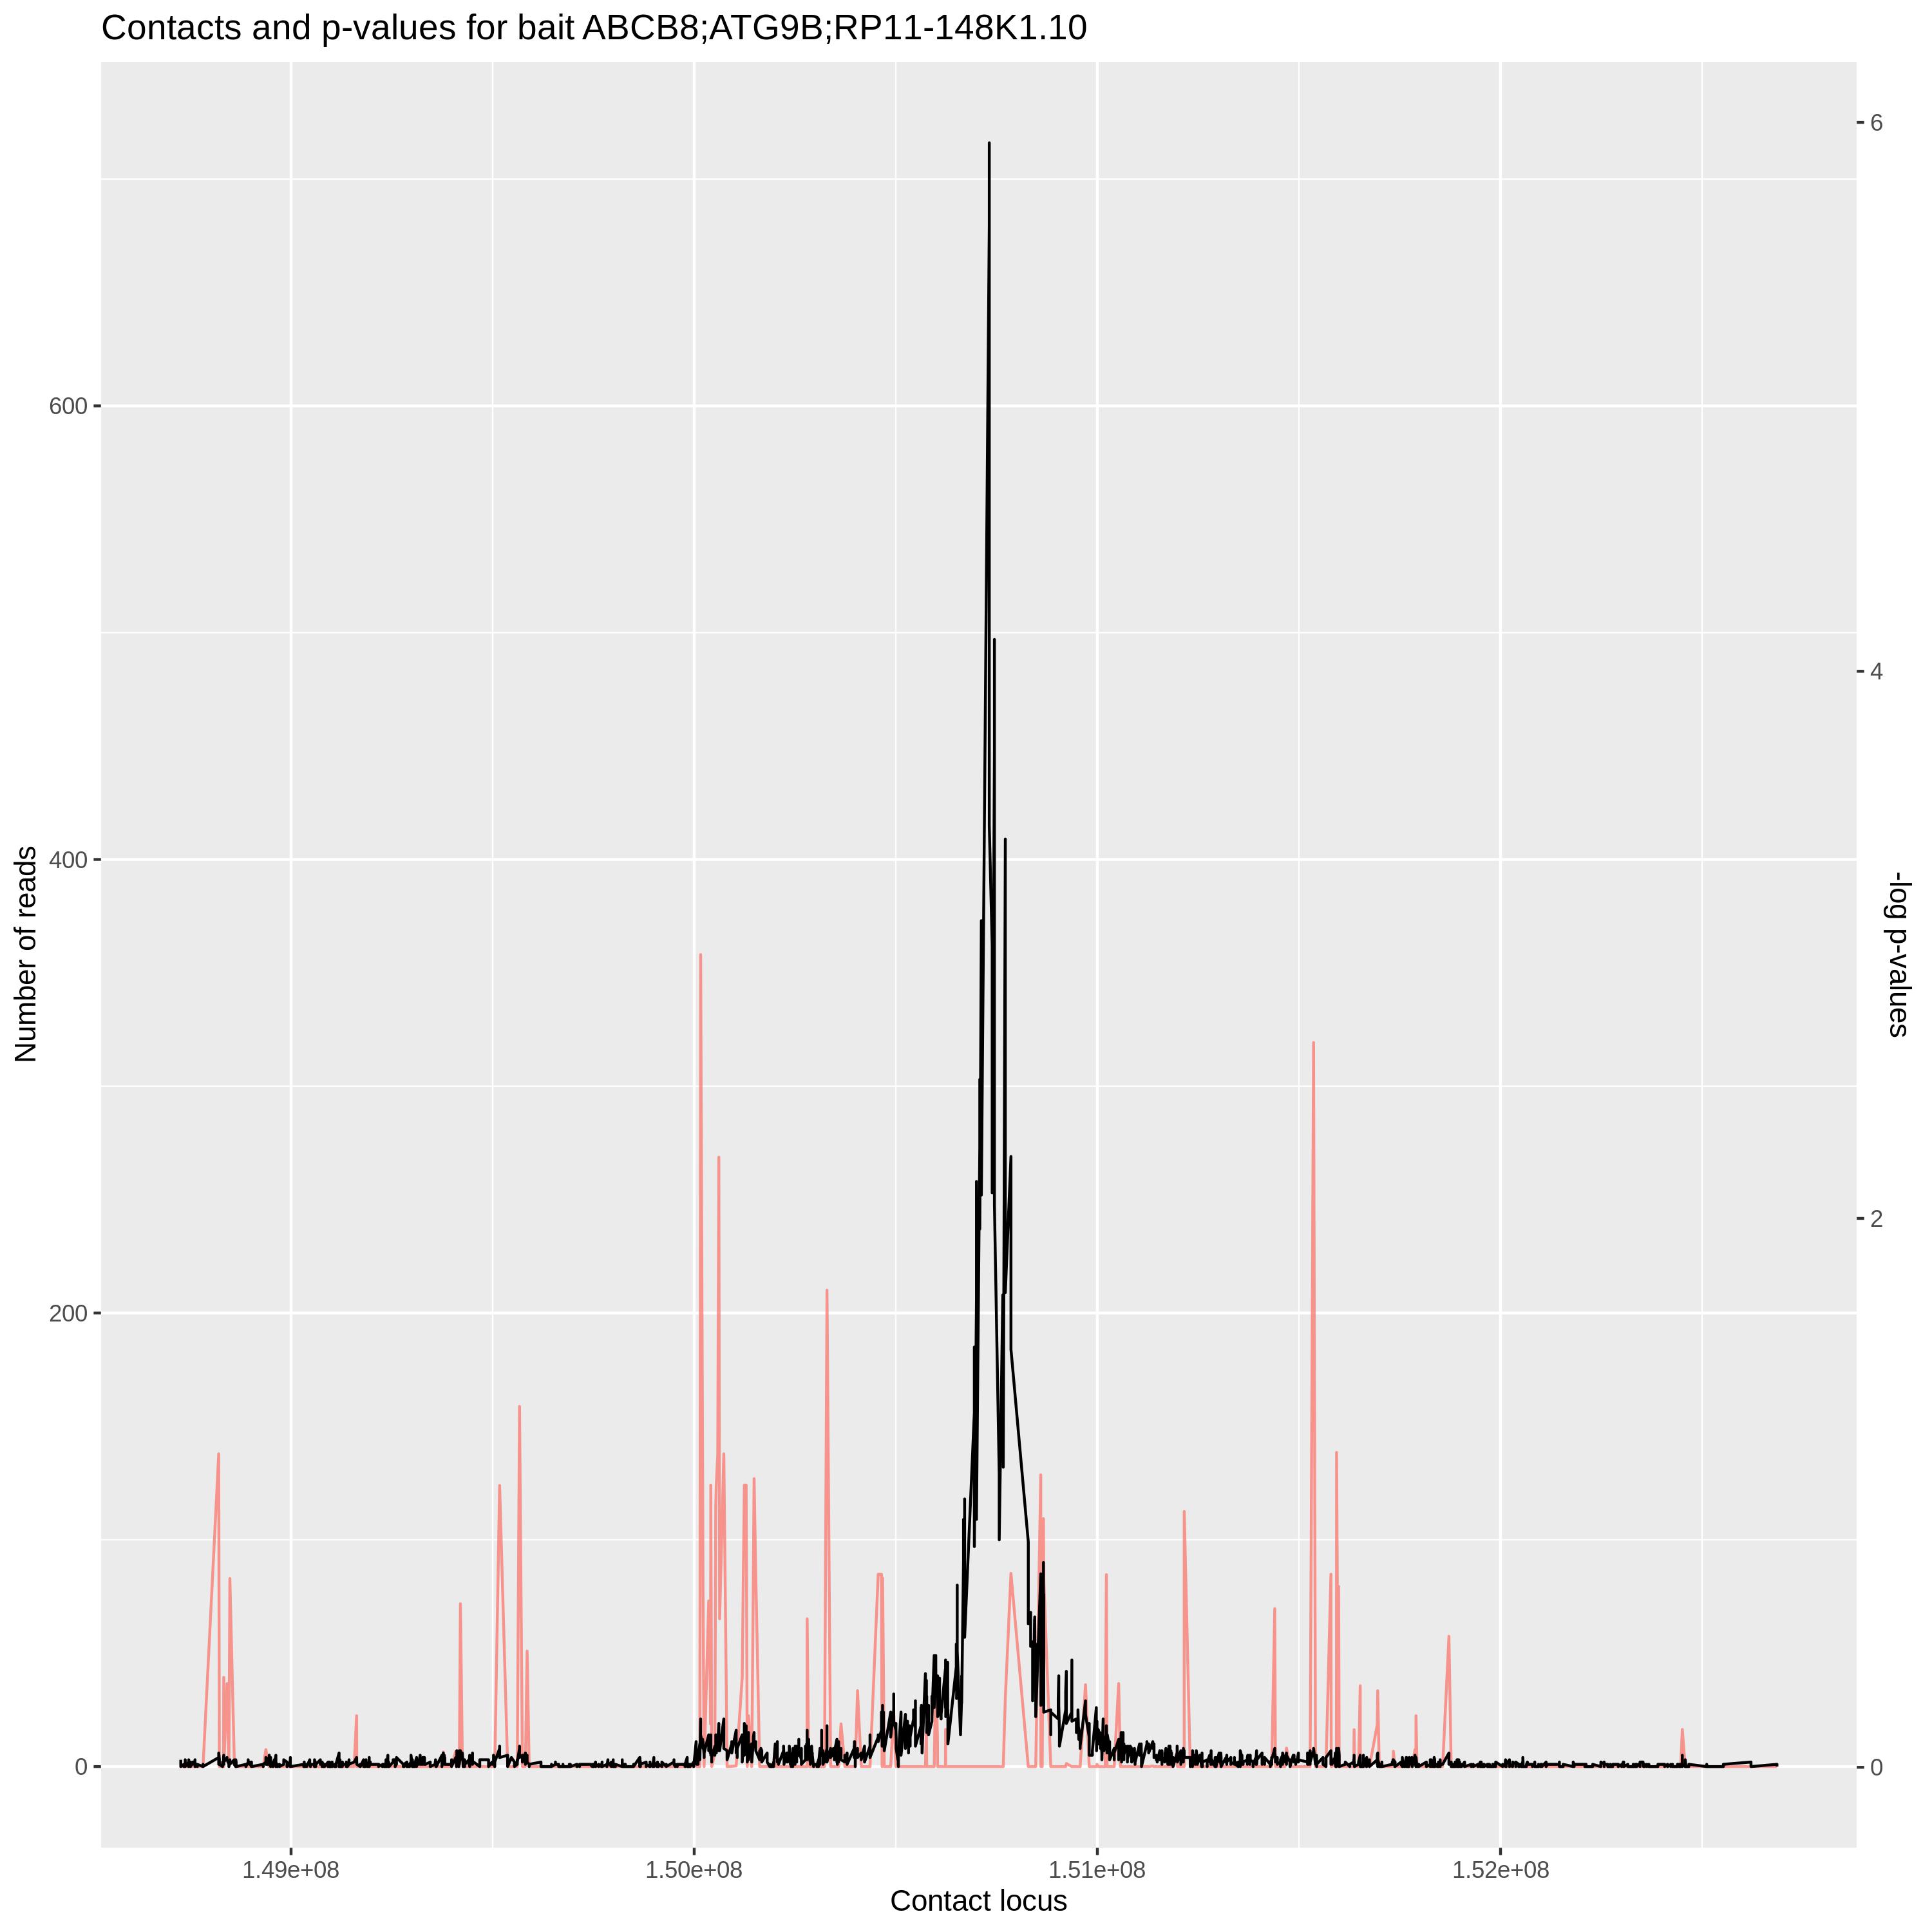 Contacts and p-values for bait ABCB8;ATG9B;RP11-148K1.10
6
600
4
400
Number of reads
-log p-values
2
200
0
0
1.49e+08
1.50e+08
1.51e+08
1.52e+08
Contact locus